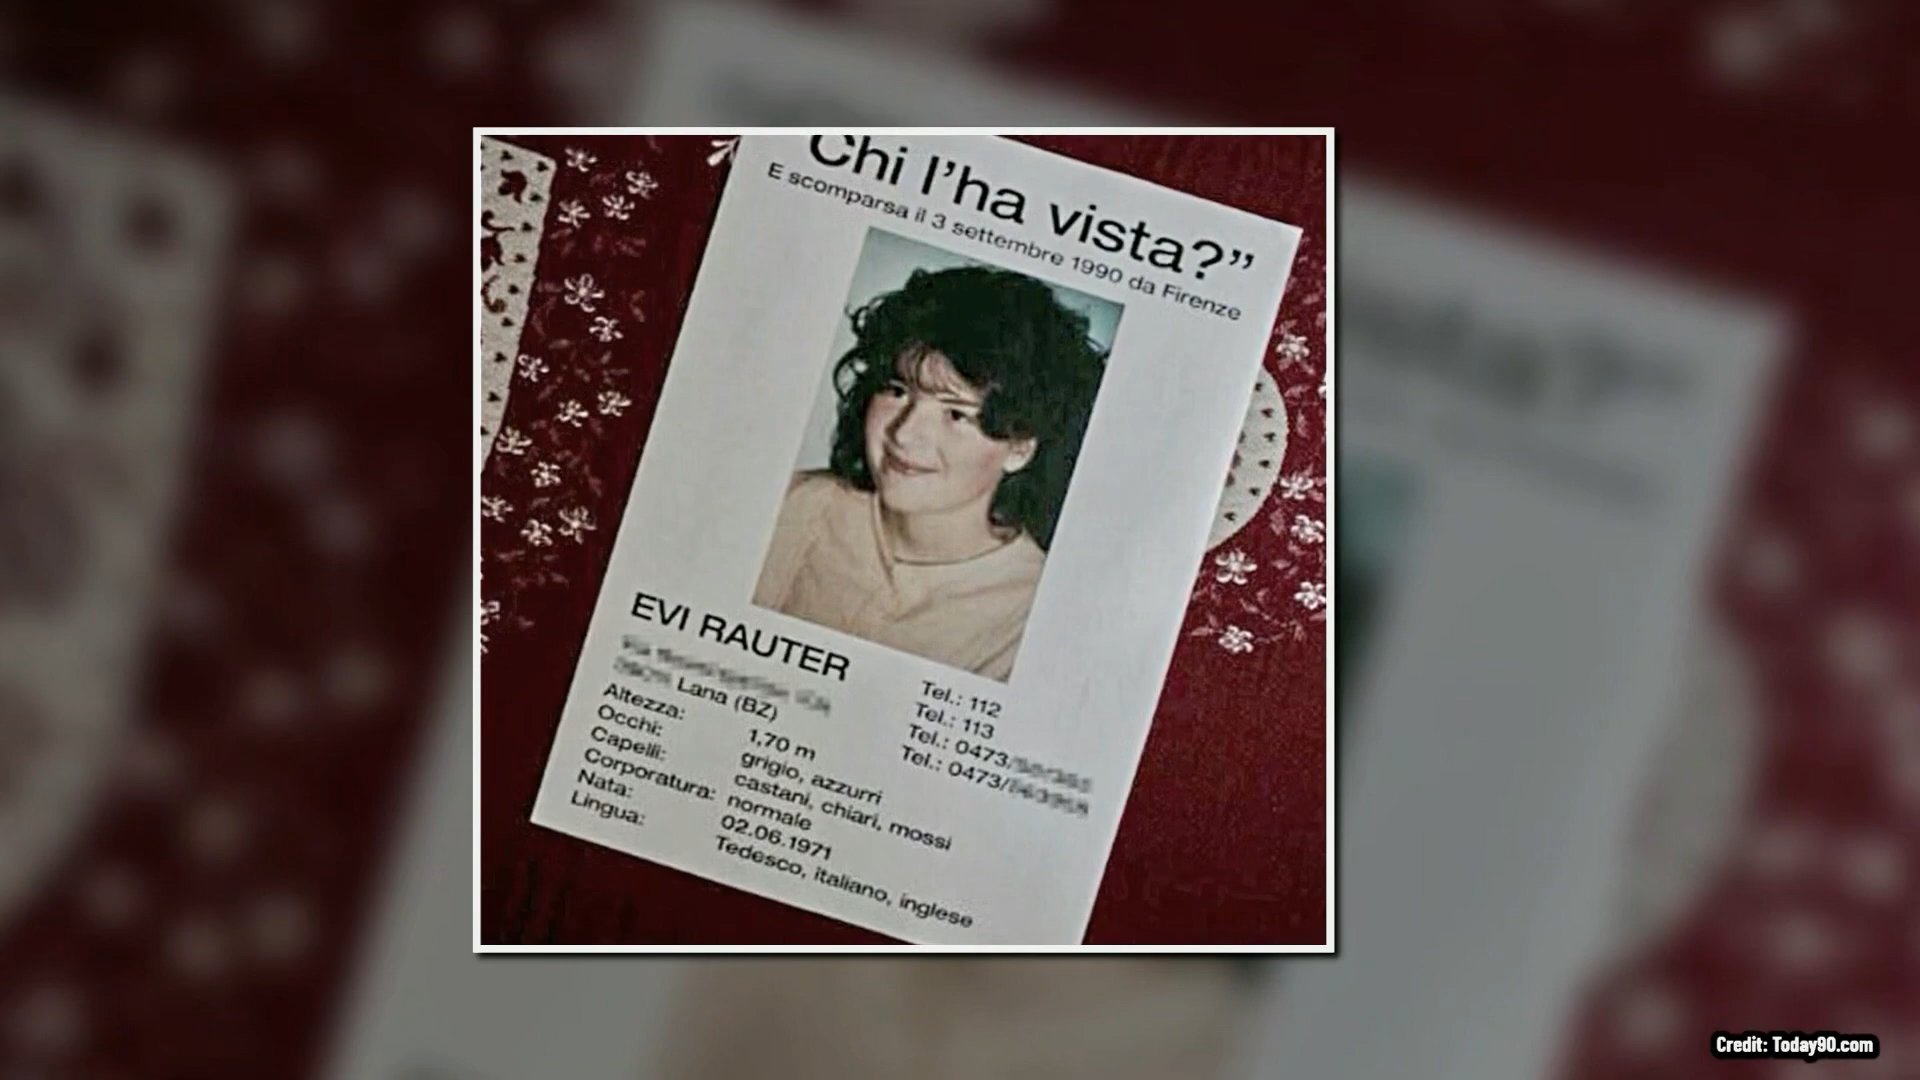 Chi l'ha vista?”
E scomparsa il 3 settembre 1990 da Firenze
EVI RAUTER
Lana (BZ)
Altezza: 1,70 m
Occhi: grigio, azzurri
Capelli: castani, chiari, mossi
Corporatura: normale
Nata: 02.06.1971
Lingua: Tedesco, italiano, inglese
Tel.: 112
Tel.: 113
Tel.: 0473/
Tel.: 0473/
Credit: Today90.com